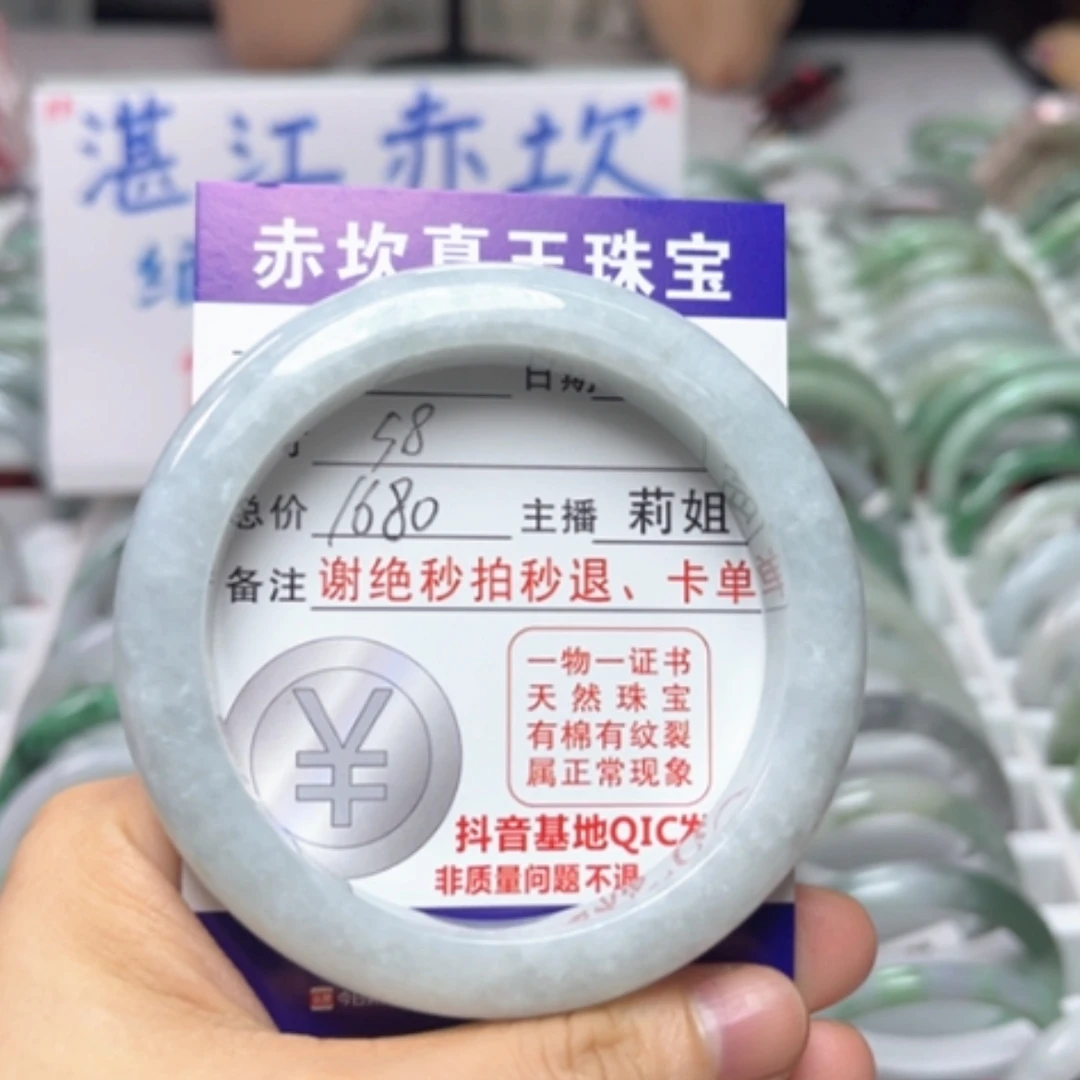 湛江赤坎
赤坎真玉珠宝
日期
58
总价 1680 主播 莉姐
备注 谢绝秒拍秒退、卡单
¥
一物一证书
天然珠宝
有棉有纹裂
属正常现象
抖音基地QIC发
非质量问题不退